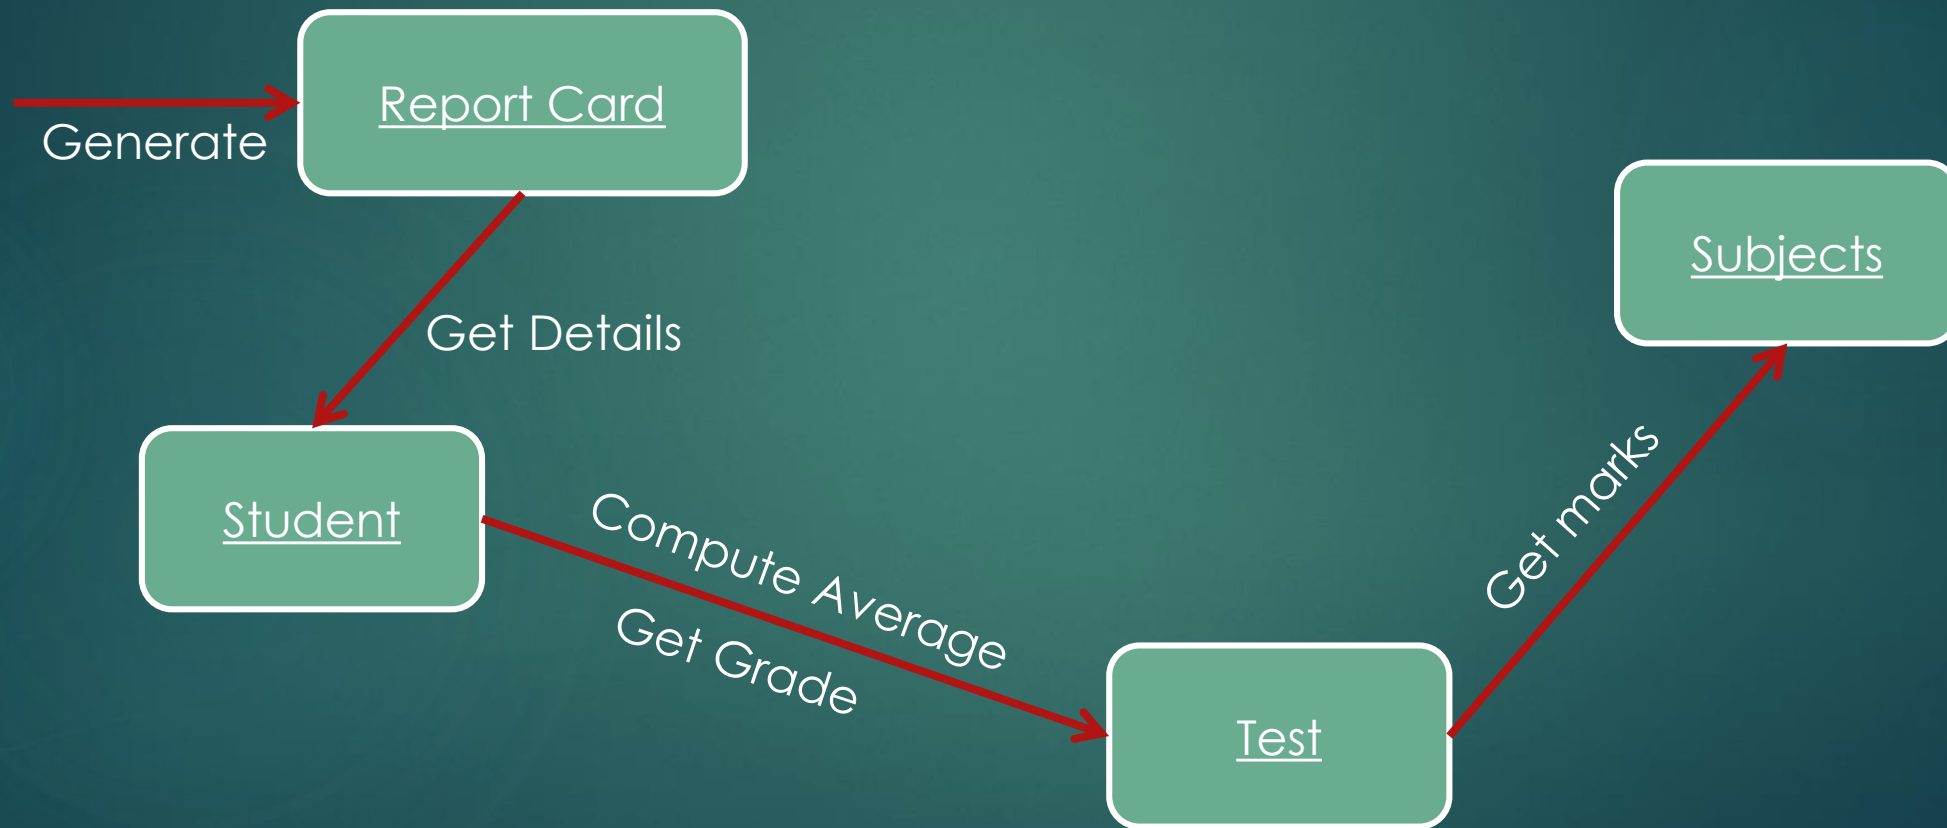 Report Card
Generate
Subjects
Get Details
Student
Compute Average
Get Grade
Get marks
Test